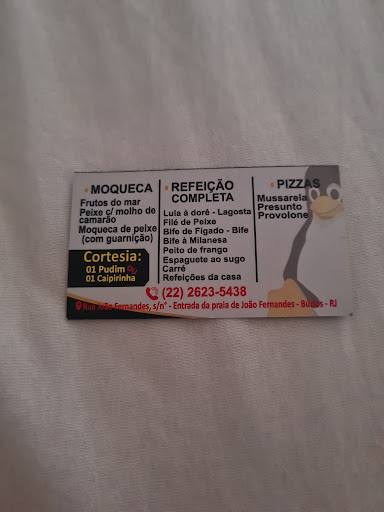 MOQUECA
Frutos do mar
Peixe c/ molho de
camarão
Moqueca de peixe
(com guarnição)
Cortesia:
01 Pudim
01 Caipirinha
REFEIÇÃO
COMPLETA
Lula à dorê - Lagosta
Filé de Peixe
Bife de Figado - Bife
Bife à Milanesa
Peito de frango
Espaguete ao sugo
Carré
Refeições da casa
PIZZAS
Mussarela
Presunto
Provolone
(22) 2623-5438
Rua João Fernandes, s/n° - Entrada da praia de João Fernandes - Búzios - RJ